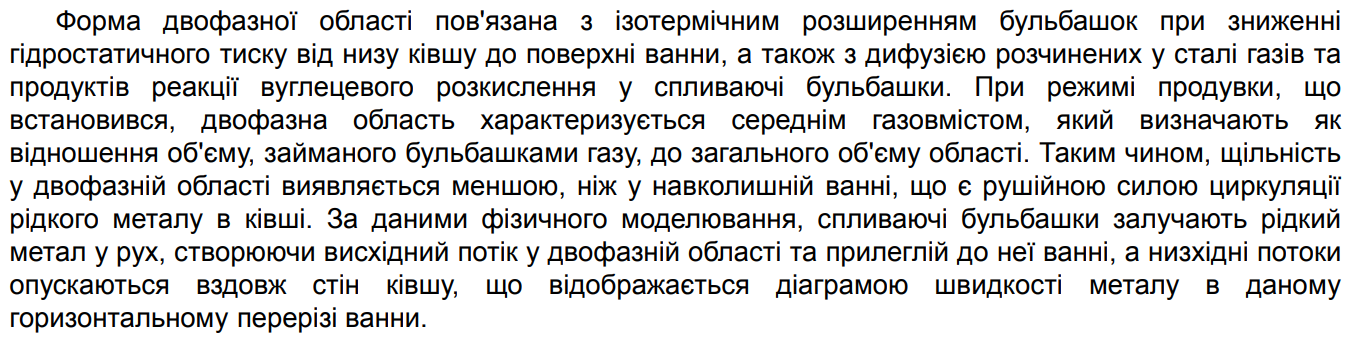 Форма двофазної області пов'язана з ізотермічним розширенням бульбашок при зниженні
гідростатичного тиску від низу ківшу до поверхні ванни, а також з дифузією розчинених у сталі газів та
продуктів реакції вуглецевого розкислення у спливаючі бульбашки. При режимі продувки, що
встановився, двофазна область характеризується середнім газовмістом, який визначають як
відношення об'єму, займаного бульбашками газу, до загального об'єму області. Таким чином, щільність
у двофазній області виявляється меншою, ніж у навколишній ванні, що є рушійною силою циркуляції
рідкого металу в ківші. За даними фізичного моделювання, спливаючі бульбашки залучають рідкий
метал у рух, створюючи висхідний потік у двофазній області та прилеглій до неї ванні, а низхідні потоки
опускаються вздовж стін ківшу, що відображається діаграмою швидкості металу в даному
горизонтальному перерізі ванни.